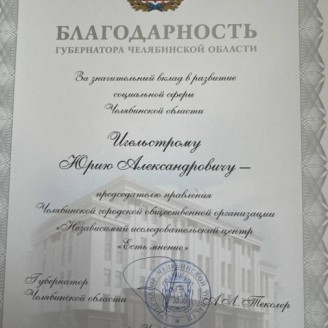 БЛАГОДАРНОСТЬ
ГУБЕРНАТОРА ЧЕЛЯБИНСКОЙ ОБЛАСТИ
За значительный вклад в развитие
социальной сферы
Челябинской области
Игельстрому
Юрию Александровичу —
председателю правления
Челябинской городской общественной организации
«Независимый исследовательский центр
«Есть мнение»
Губернатор
Челябинской области
А.Л. Текслер